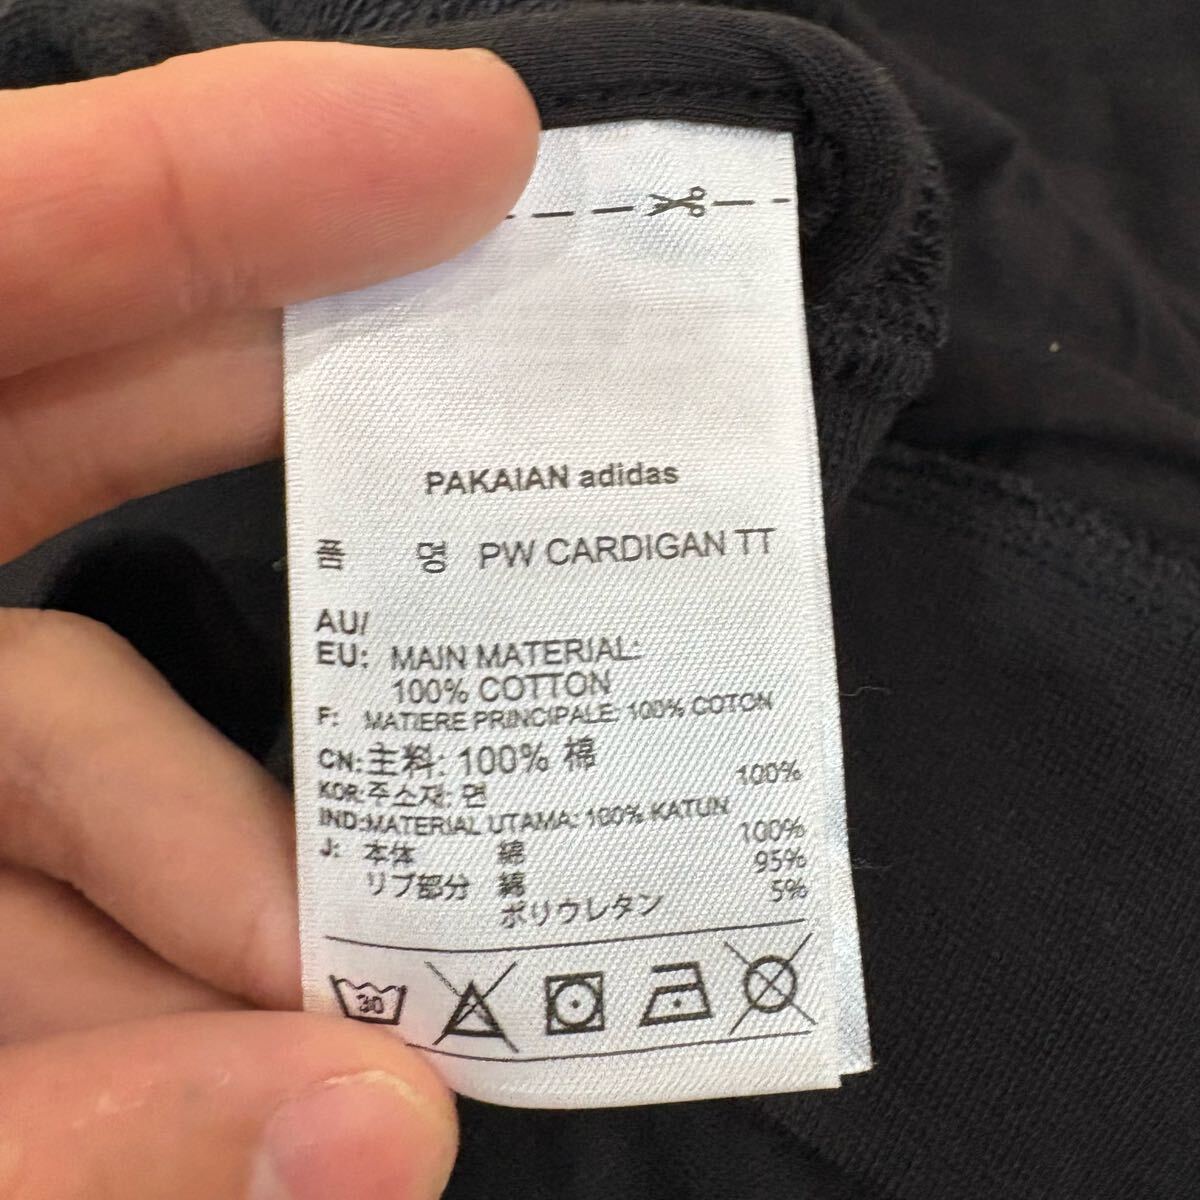 PAKAIAN adidas
품 명 PW CARDIGAN TT
AU/
EU: MAIN MATERIAL:
100% COTTON
F: MATIERE PRINCIPALE: 100% COTON
CN: 主料: 100% 棉
KOR: 주소재: 면 100%
IND: MATERIAL UTAMA: 100% KATUN
J: 本体 綿 100%
リブ部分 綿 95%
ポリウレタン 5%
30